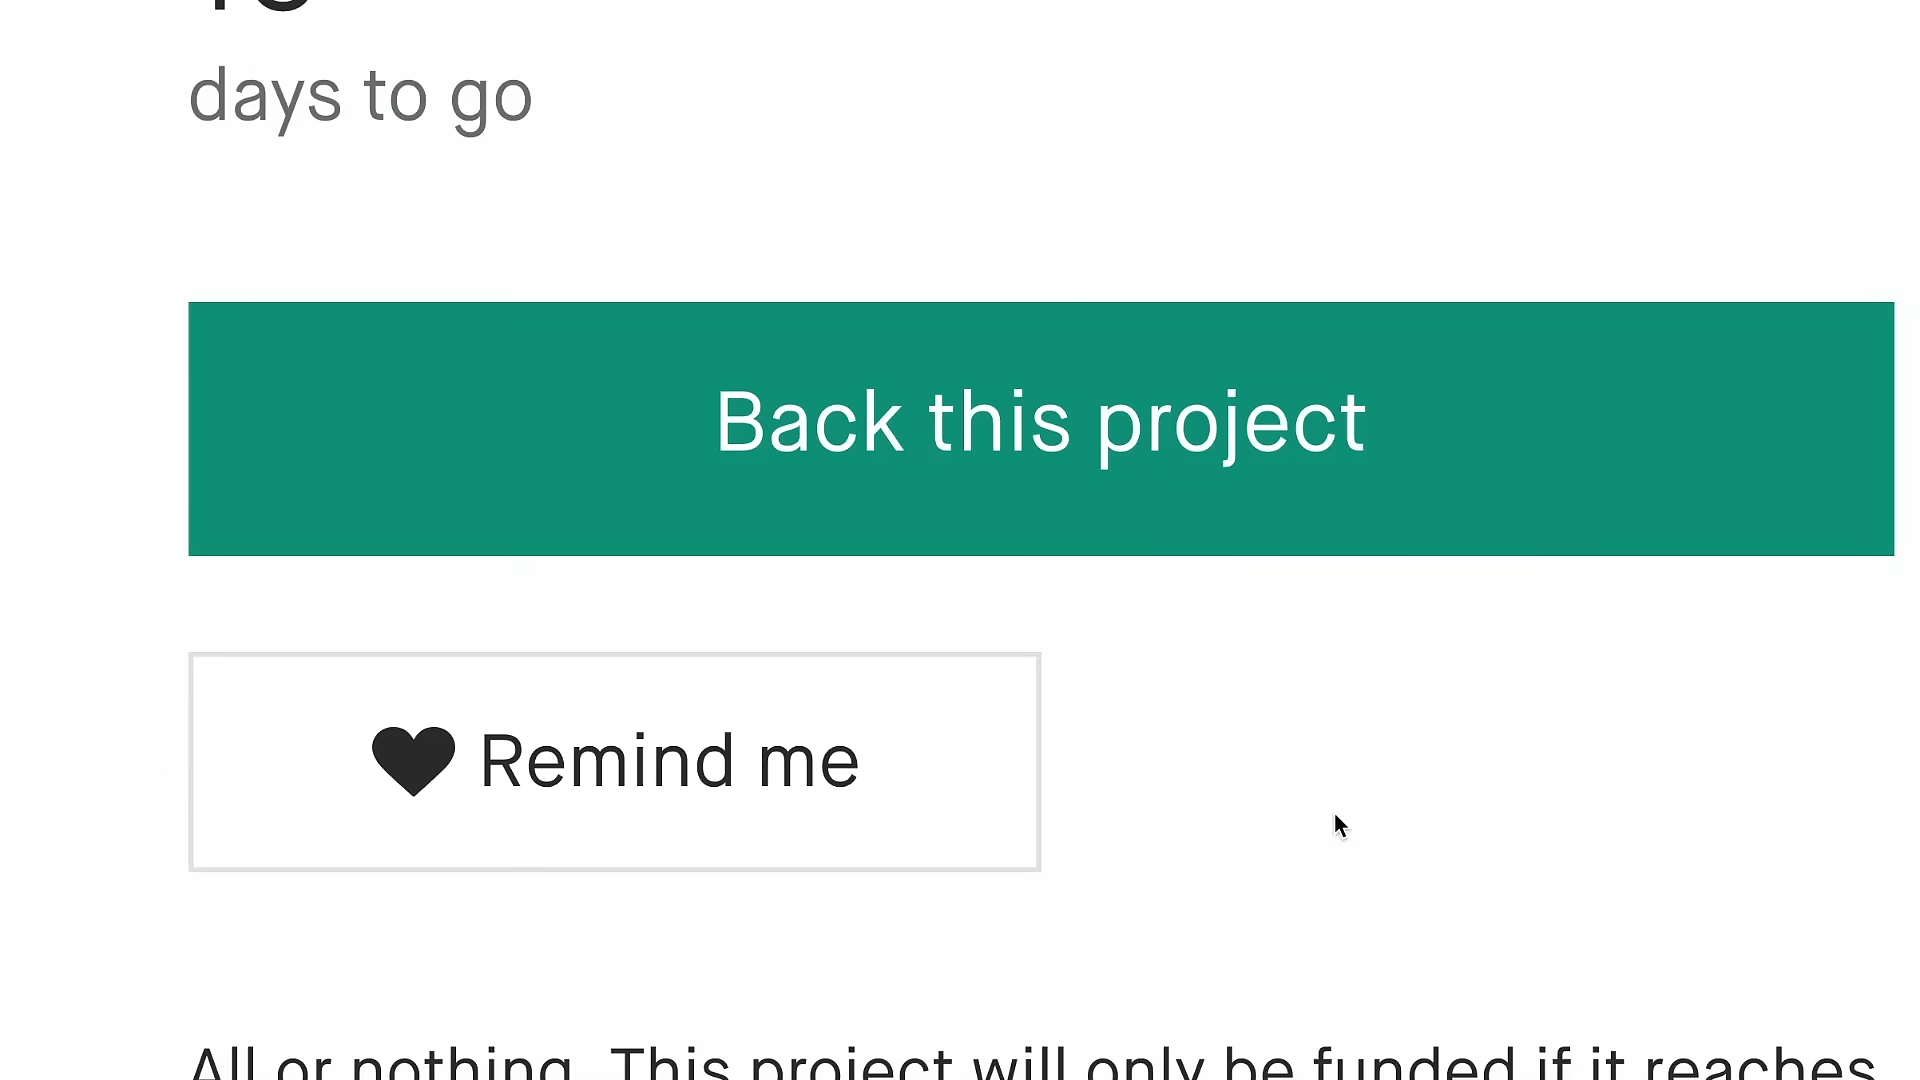 days to go
Back this project
Remind me
All or nothing. This project will only be funded if it reaches